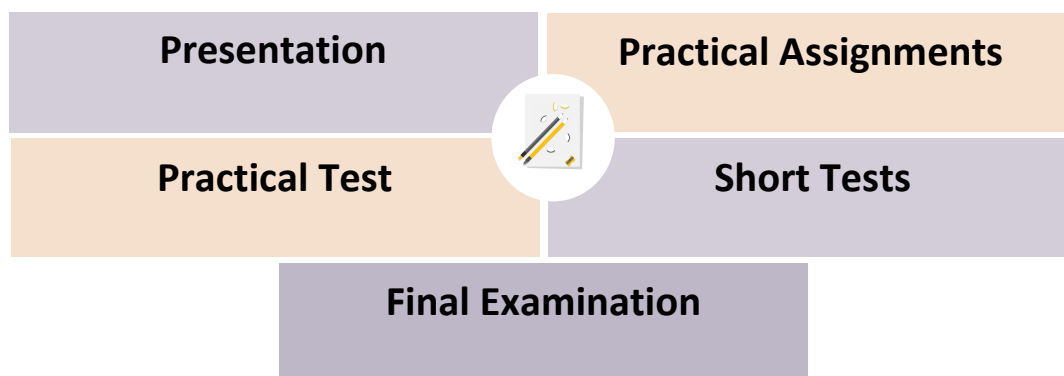 Presentation
Practical Assignments
Practical Test
Short Tests
Final Examination